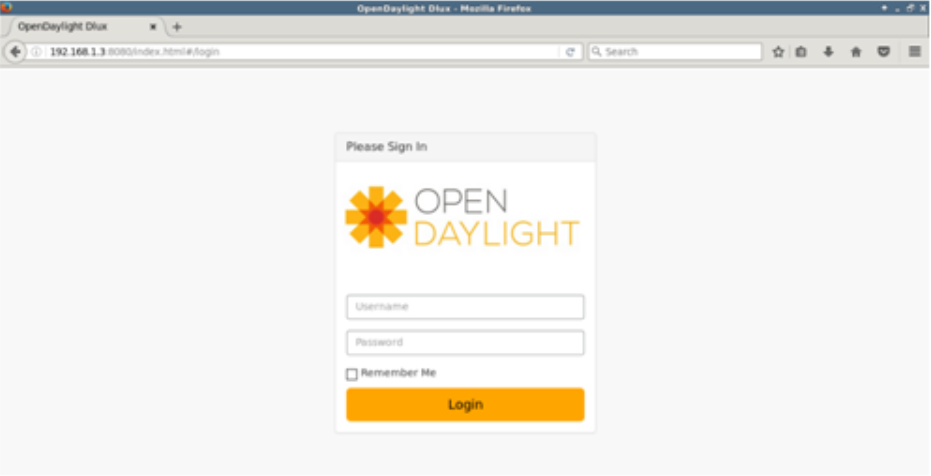 OpenDaylight Dlux - Mozilla Firefox
OpenDaylight Dlux
192.168.1.3:8080/index.html#/login
Search
Please Sign In
OPEN
DAYLIGHT
Username
Password
Remember Me
Login